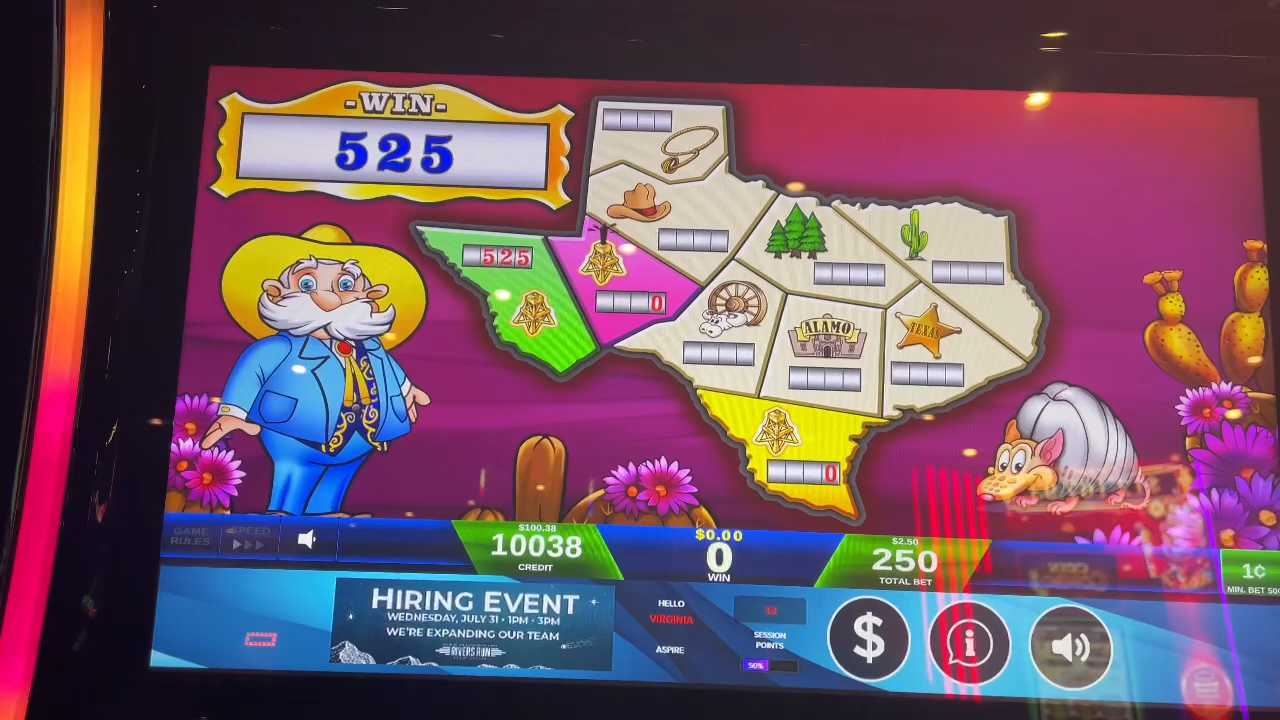 -WIN-
525
525
0
ALAMO
TEXAS
0
GAME RULES
SPEED
$100.38
10038
CREDIT
$0.00
0
WIN
$2.50
250
TOTAL BET
1¢
HIRING EVENT
WEDNESDAY, JULY 31 • 1PM - 3PM
WE'RE EXPANDING OUR TEAM
RIVERS RUN
HELLO
VIRGINIA
ASPIRE
33
SESSION
POINTS
50%
$
i